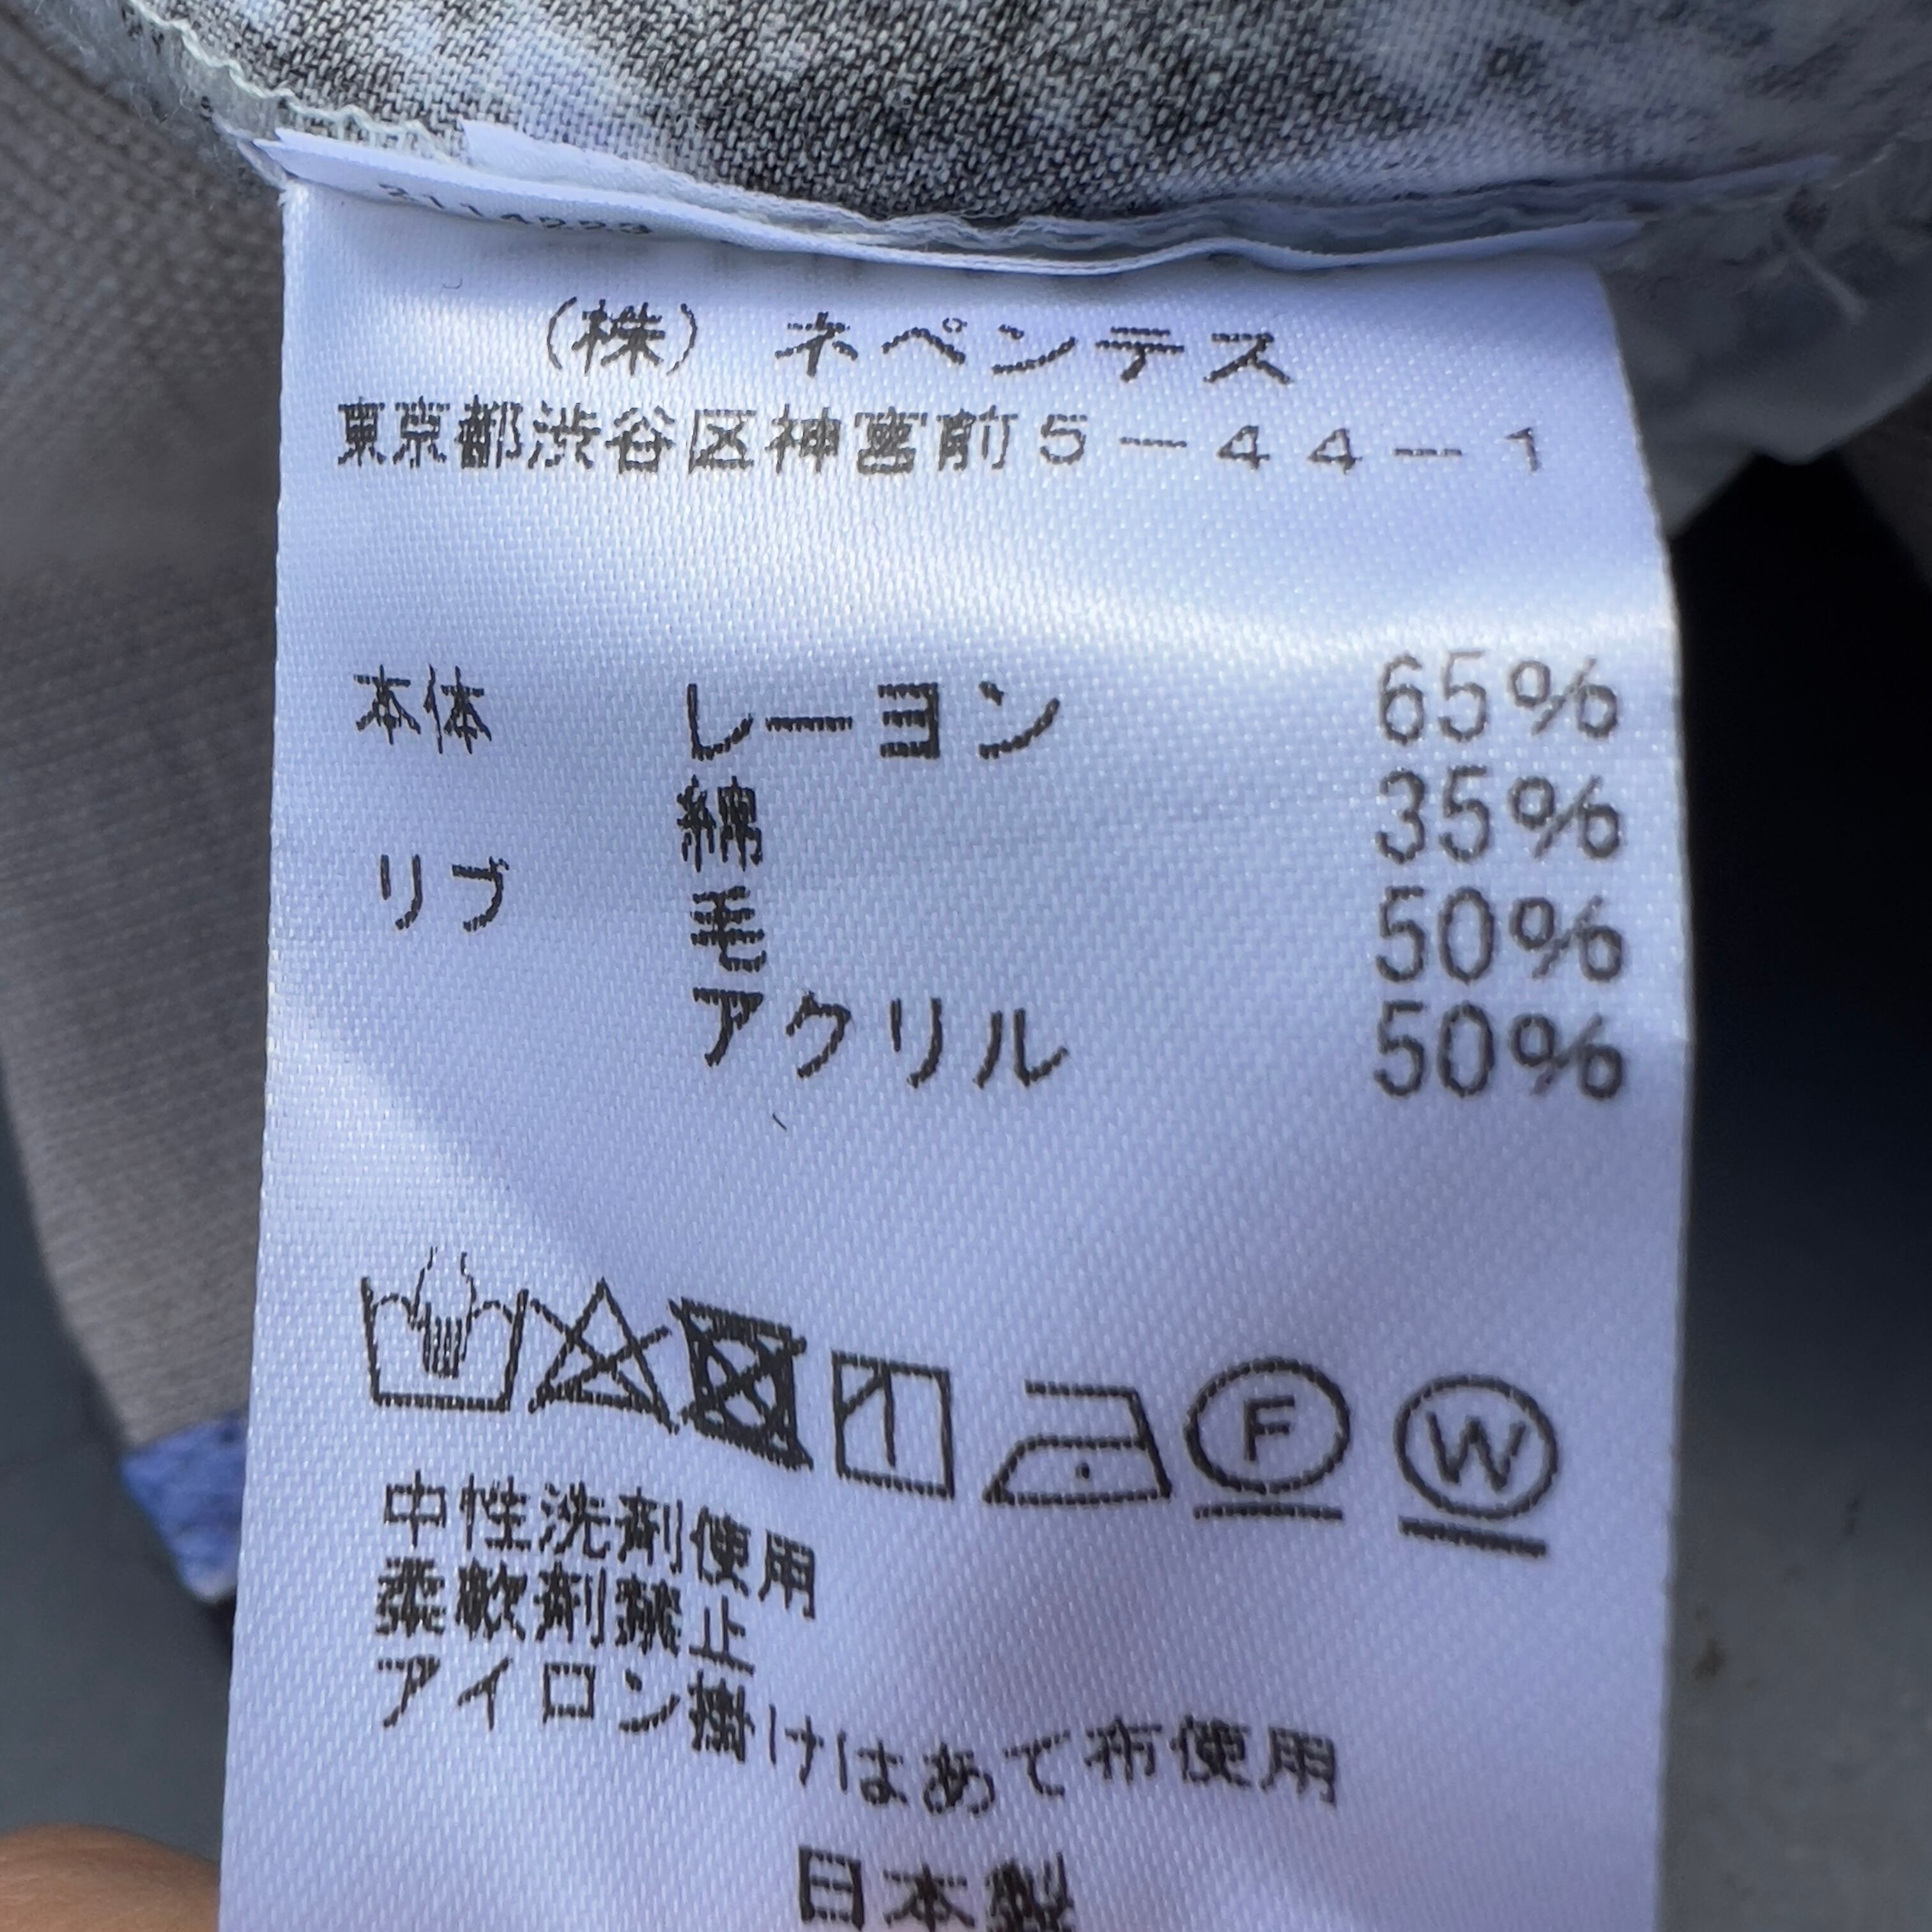 2114223
(株) ネペンテス
東京都渋谷区神宮前5-44-1
本体 レーヨン 65%
綿 35%
リブ 毛 50%
アクリル 50%
F W
中性洗剤使用
柔軟剤禁止
アイロン掛けはあて布使用
日本製